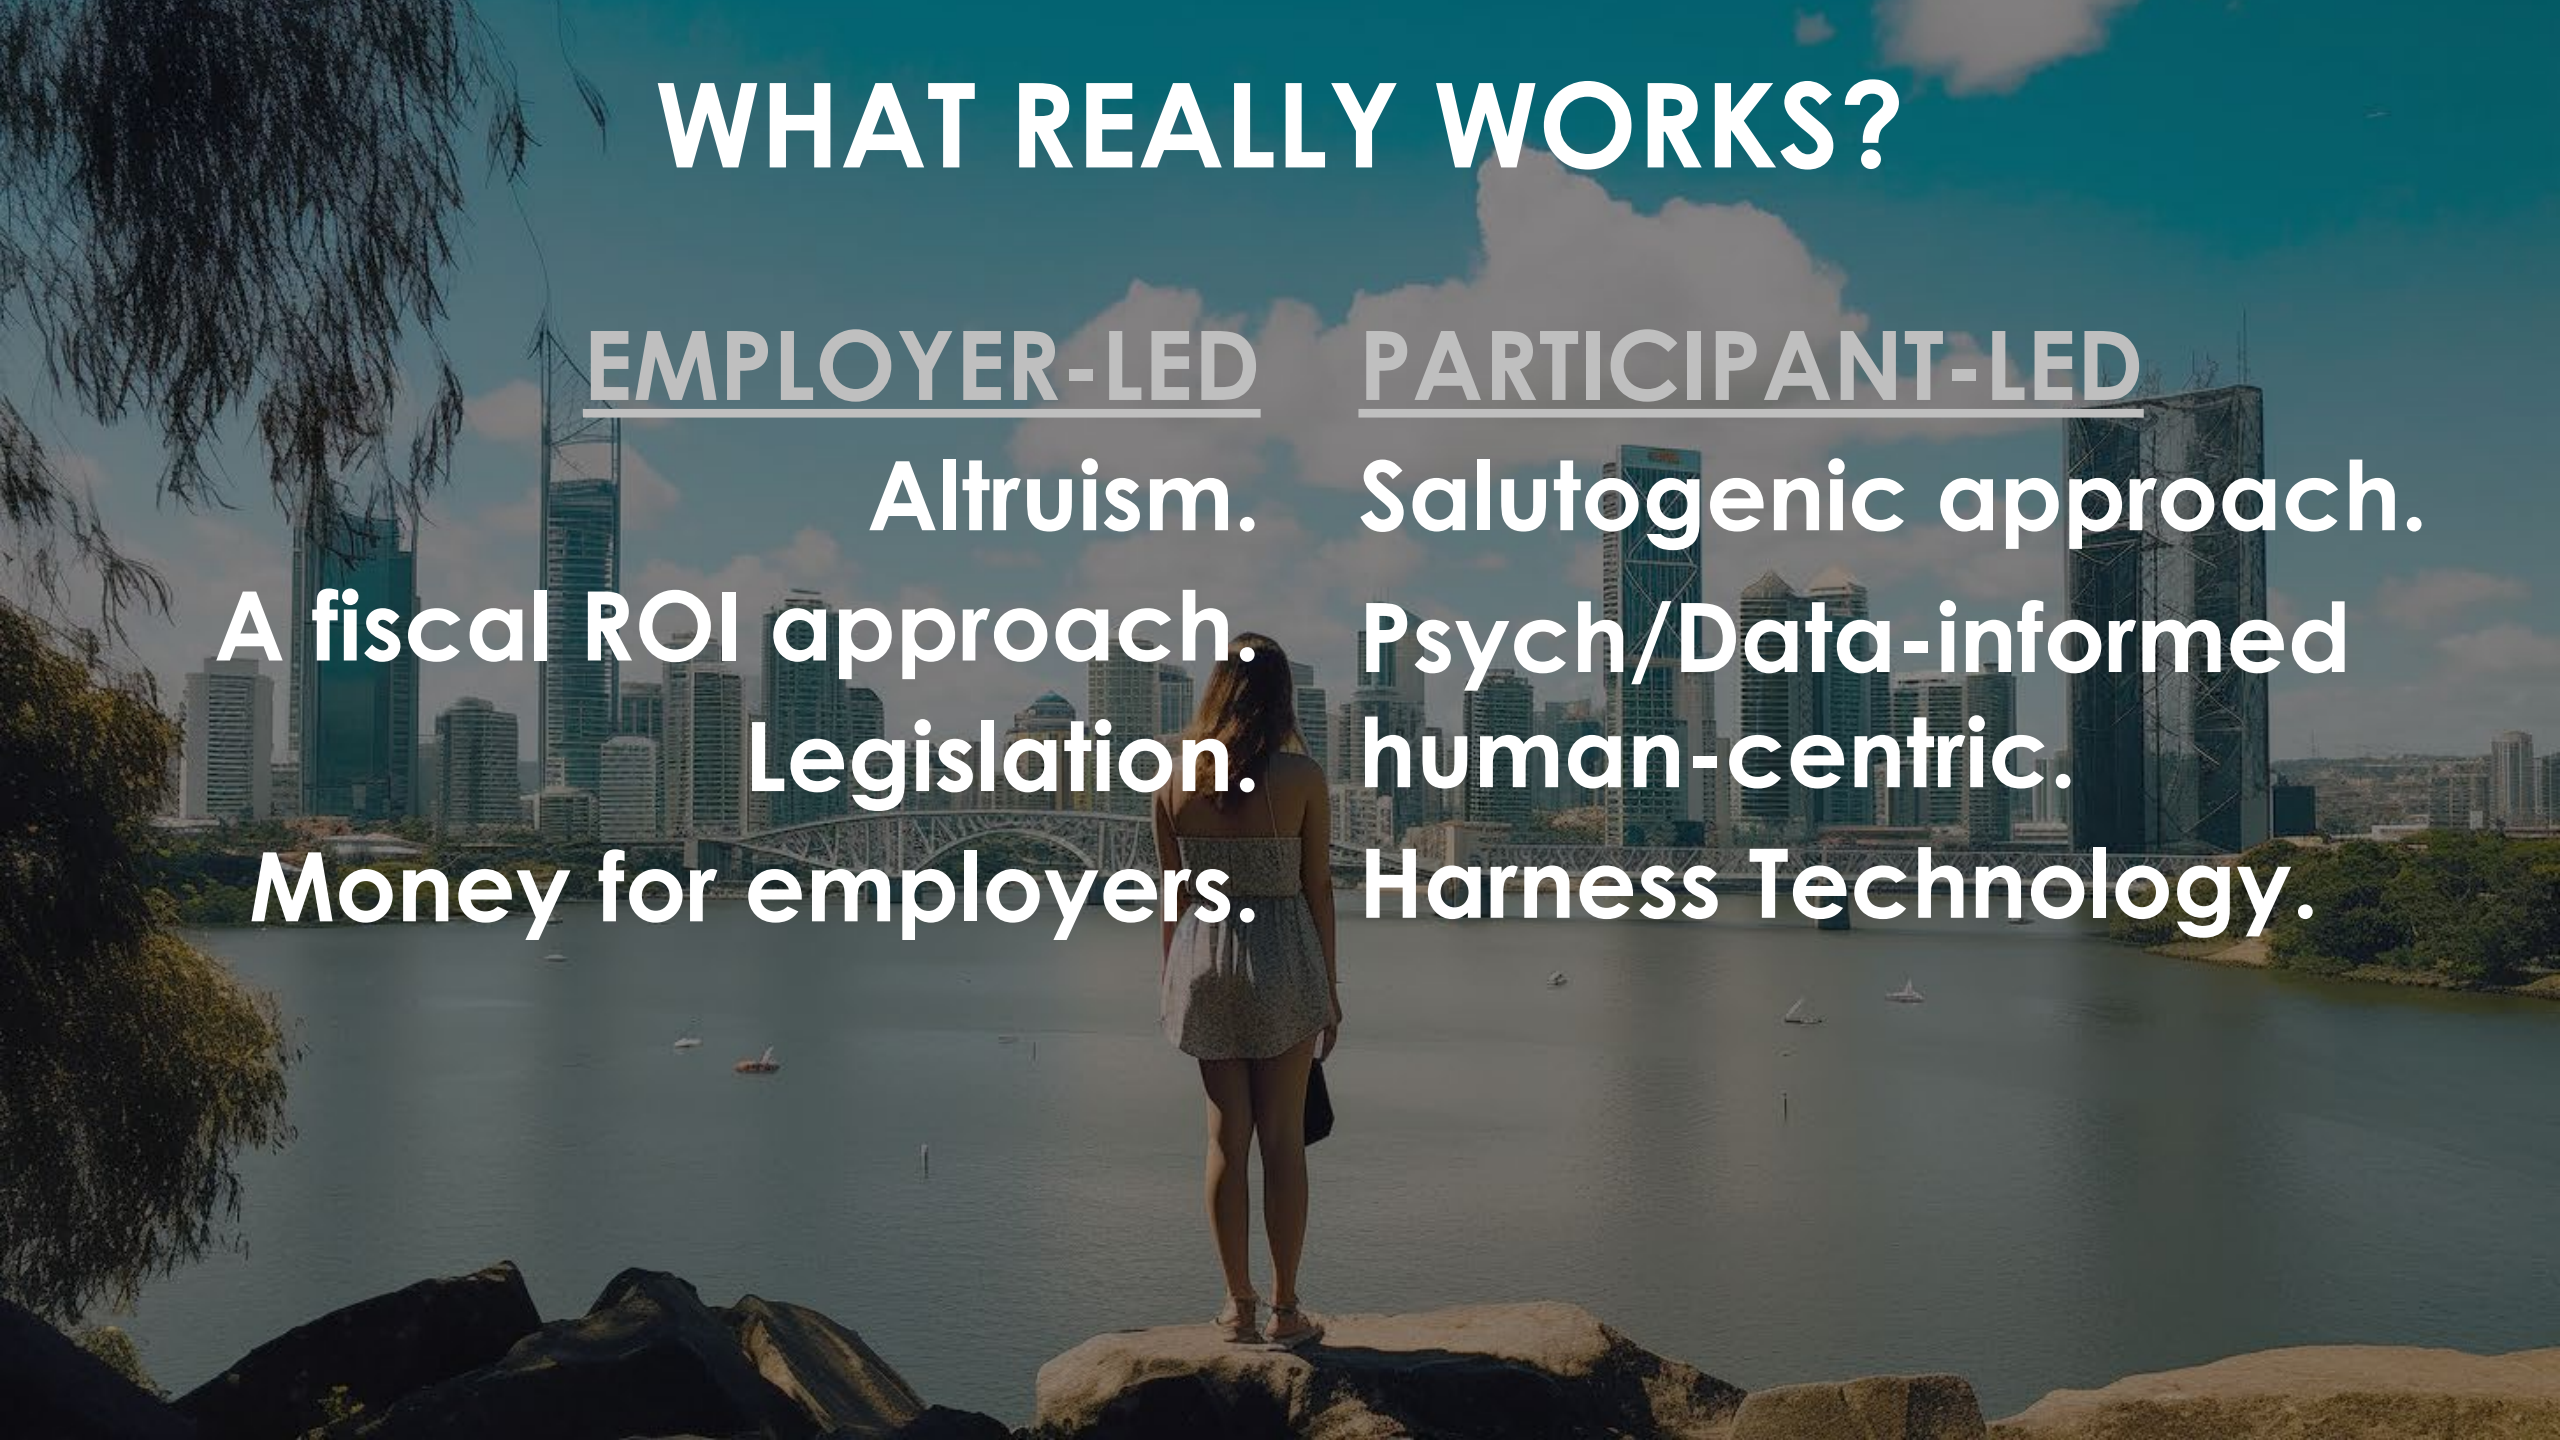 WHAT REALLY WORKS?
EMPLOYER-LED
Altruism.
A fiscal ROI approach.
Legislation.
Money for employers.
PARTICIPANT-LED
Salutogenic approach.
Psych/Data-informed
human-centric.
Harness Technology.